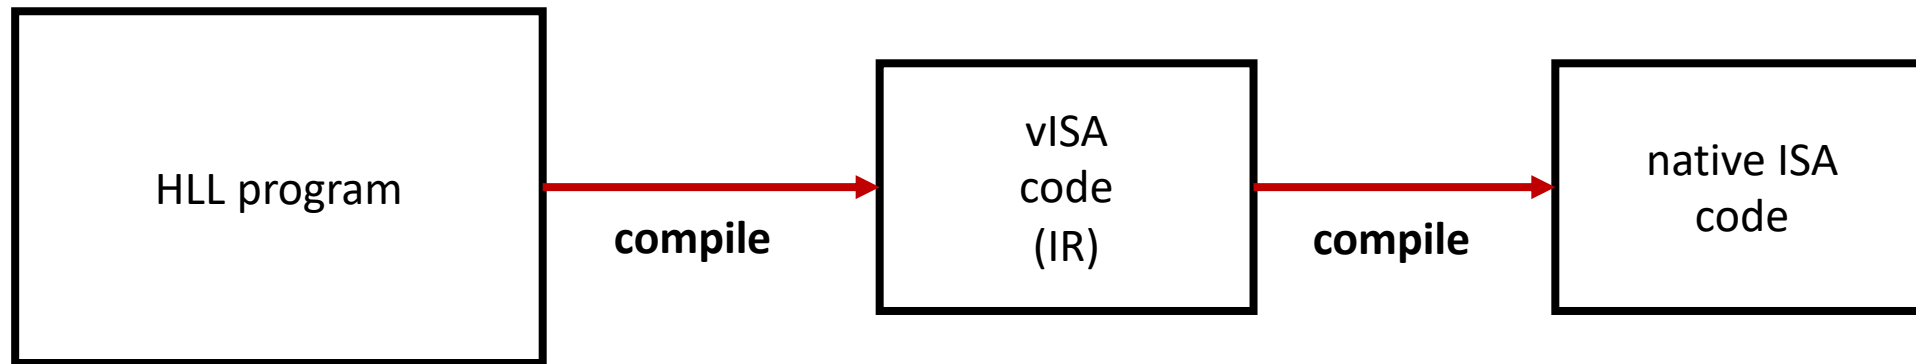 HLL program
compile
vISA
code
(IR)
compile
native ISA
code